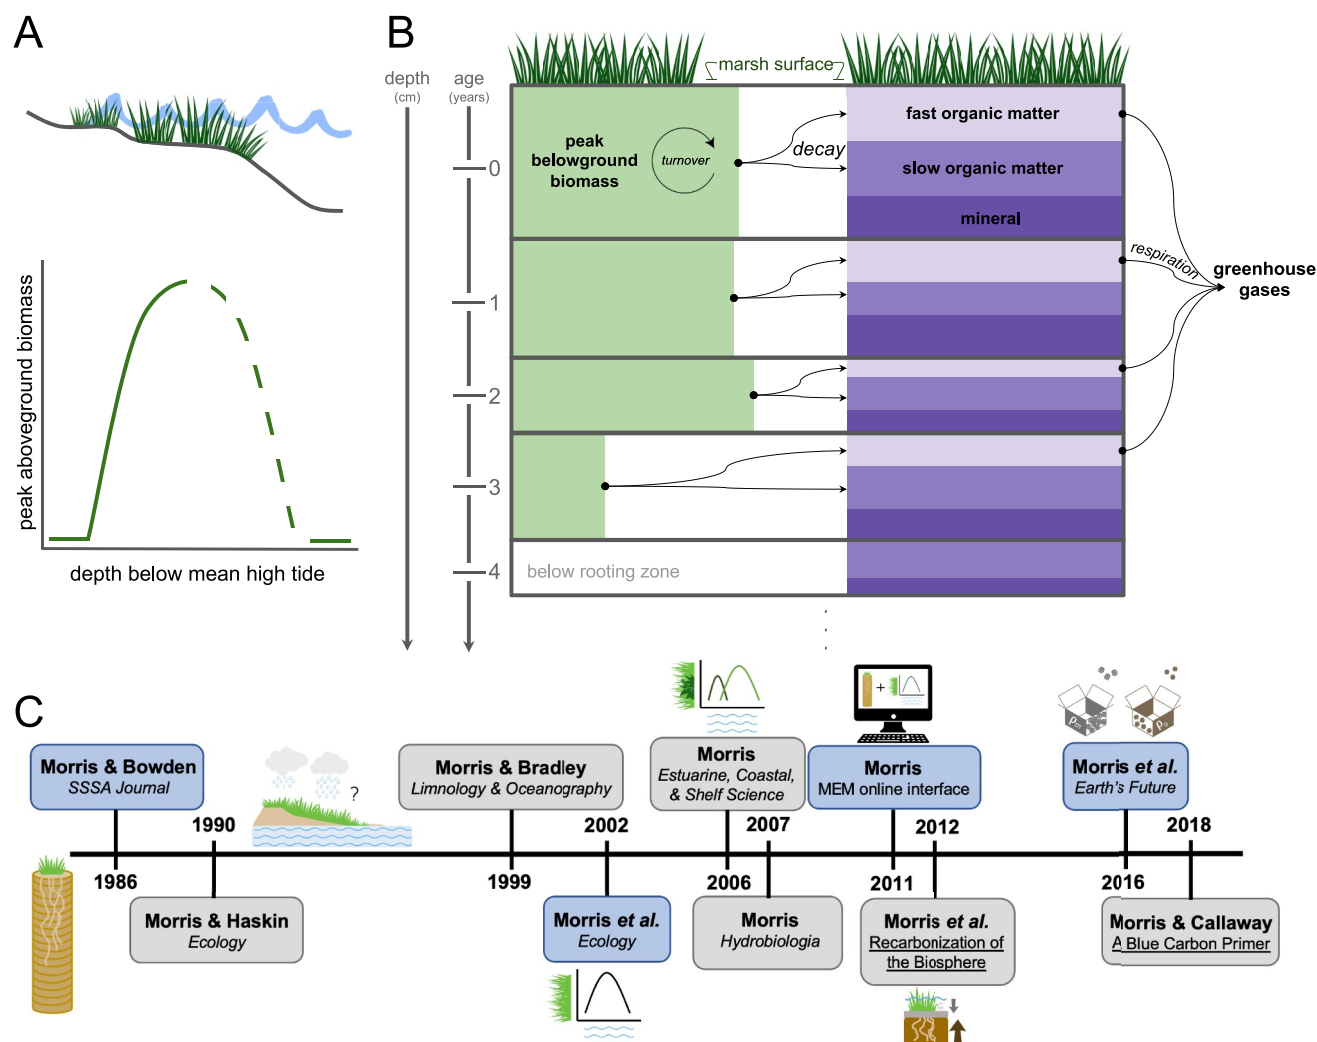 A
peak aboveground biomass
depth below mean high tide
B
depth
(cm)
age
(years)
marsh surface
0
1
2
3
4
peak
belowground
biomass
turnover
decay
fast organic matter
slow organic matter
mineral
respiration
greenhouse
gases
below rooting zone
C
Morris & Bowden
SSSA Journal
1986
1990
Morris & Haskin
Ecology
?
Morris & Bradley
Limnology & Oceanography
1999
2002
Morris et al.
Ecology
Morris
Estuarine, Coastal,
& Shelf Science
2006
2007
Morris
Hydrobiologia
+
Morris
MEM online interface
2011
2012
Morris et al.
Recarbonization of
the Biosphere
ρm
ρo
Morris et al.
Earth's Future
2016
2018
Morris & Callaway
A Blue Carbon Primer